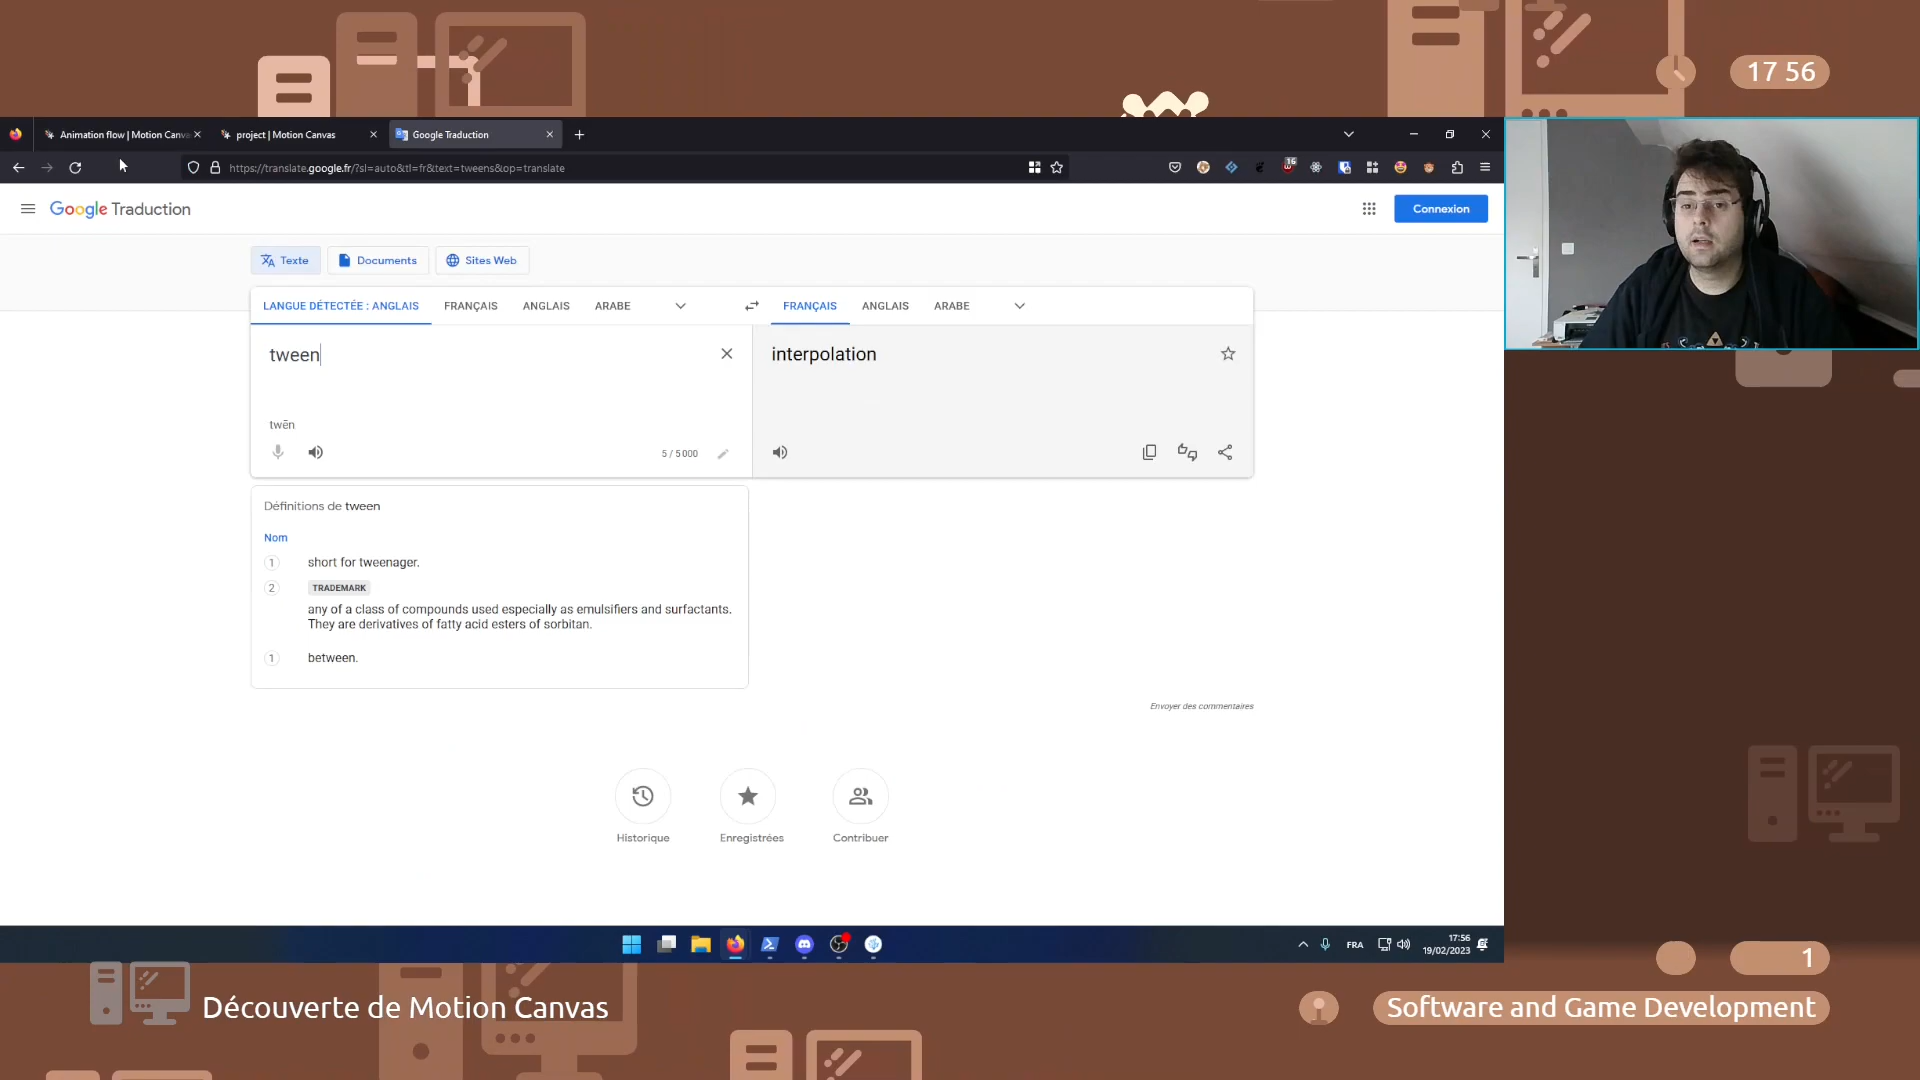 17 56
Animation flow | Motion Canva
project | Motion Canvas
Google Traduction
https://translate.google.fr/?sl=auto&tl=fr&text=tweens&op=translate
16
Google Traduction
Connexion
Texte
Documents
Sites Web
LANGUE DÉTECTÉE : ANGLAIS
FRANÇAIS
ANGLAIS
ARABE
FRANÇAIS
ANGLAIS
ARABE
tween
interpolation
twēn
5 / 5 000
Définitions de tween
Nom
1
short for tweenager.
2
TRADEMARK
any of a class of compounds used especially as emulsifiers and surfactants.
They are derivatives of fatty acid esters of sorbitan.
1
between.
Envoyer des commentaires
Historique
Enregistrées
Contribuer
FRA
17:56
19/02/2023
1
Découverte de Motion Canvas
Software and Game Development